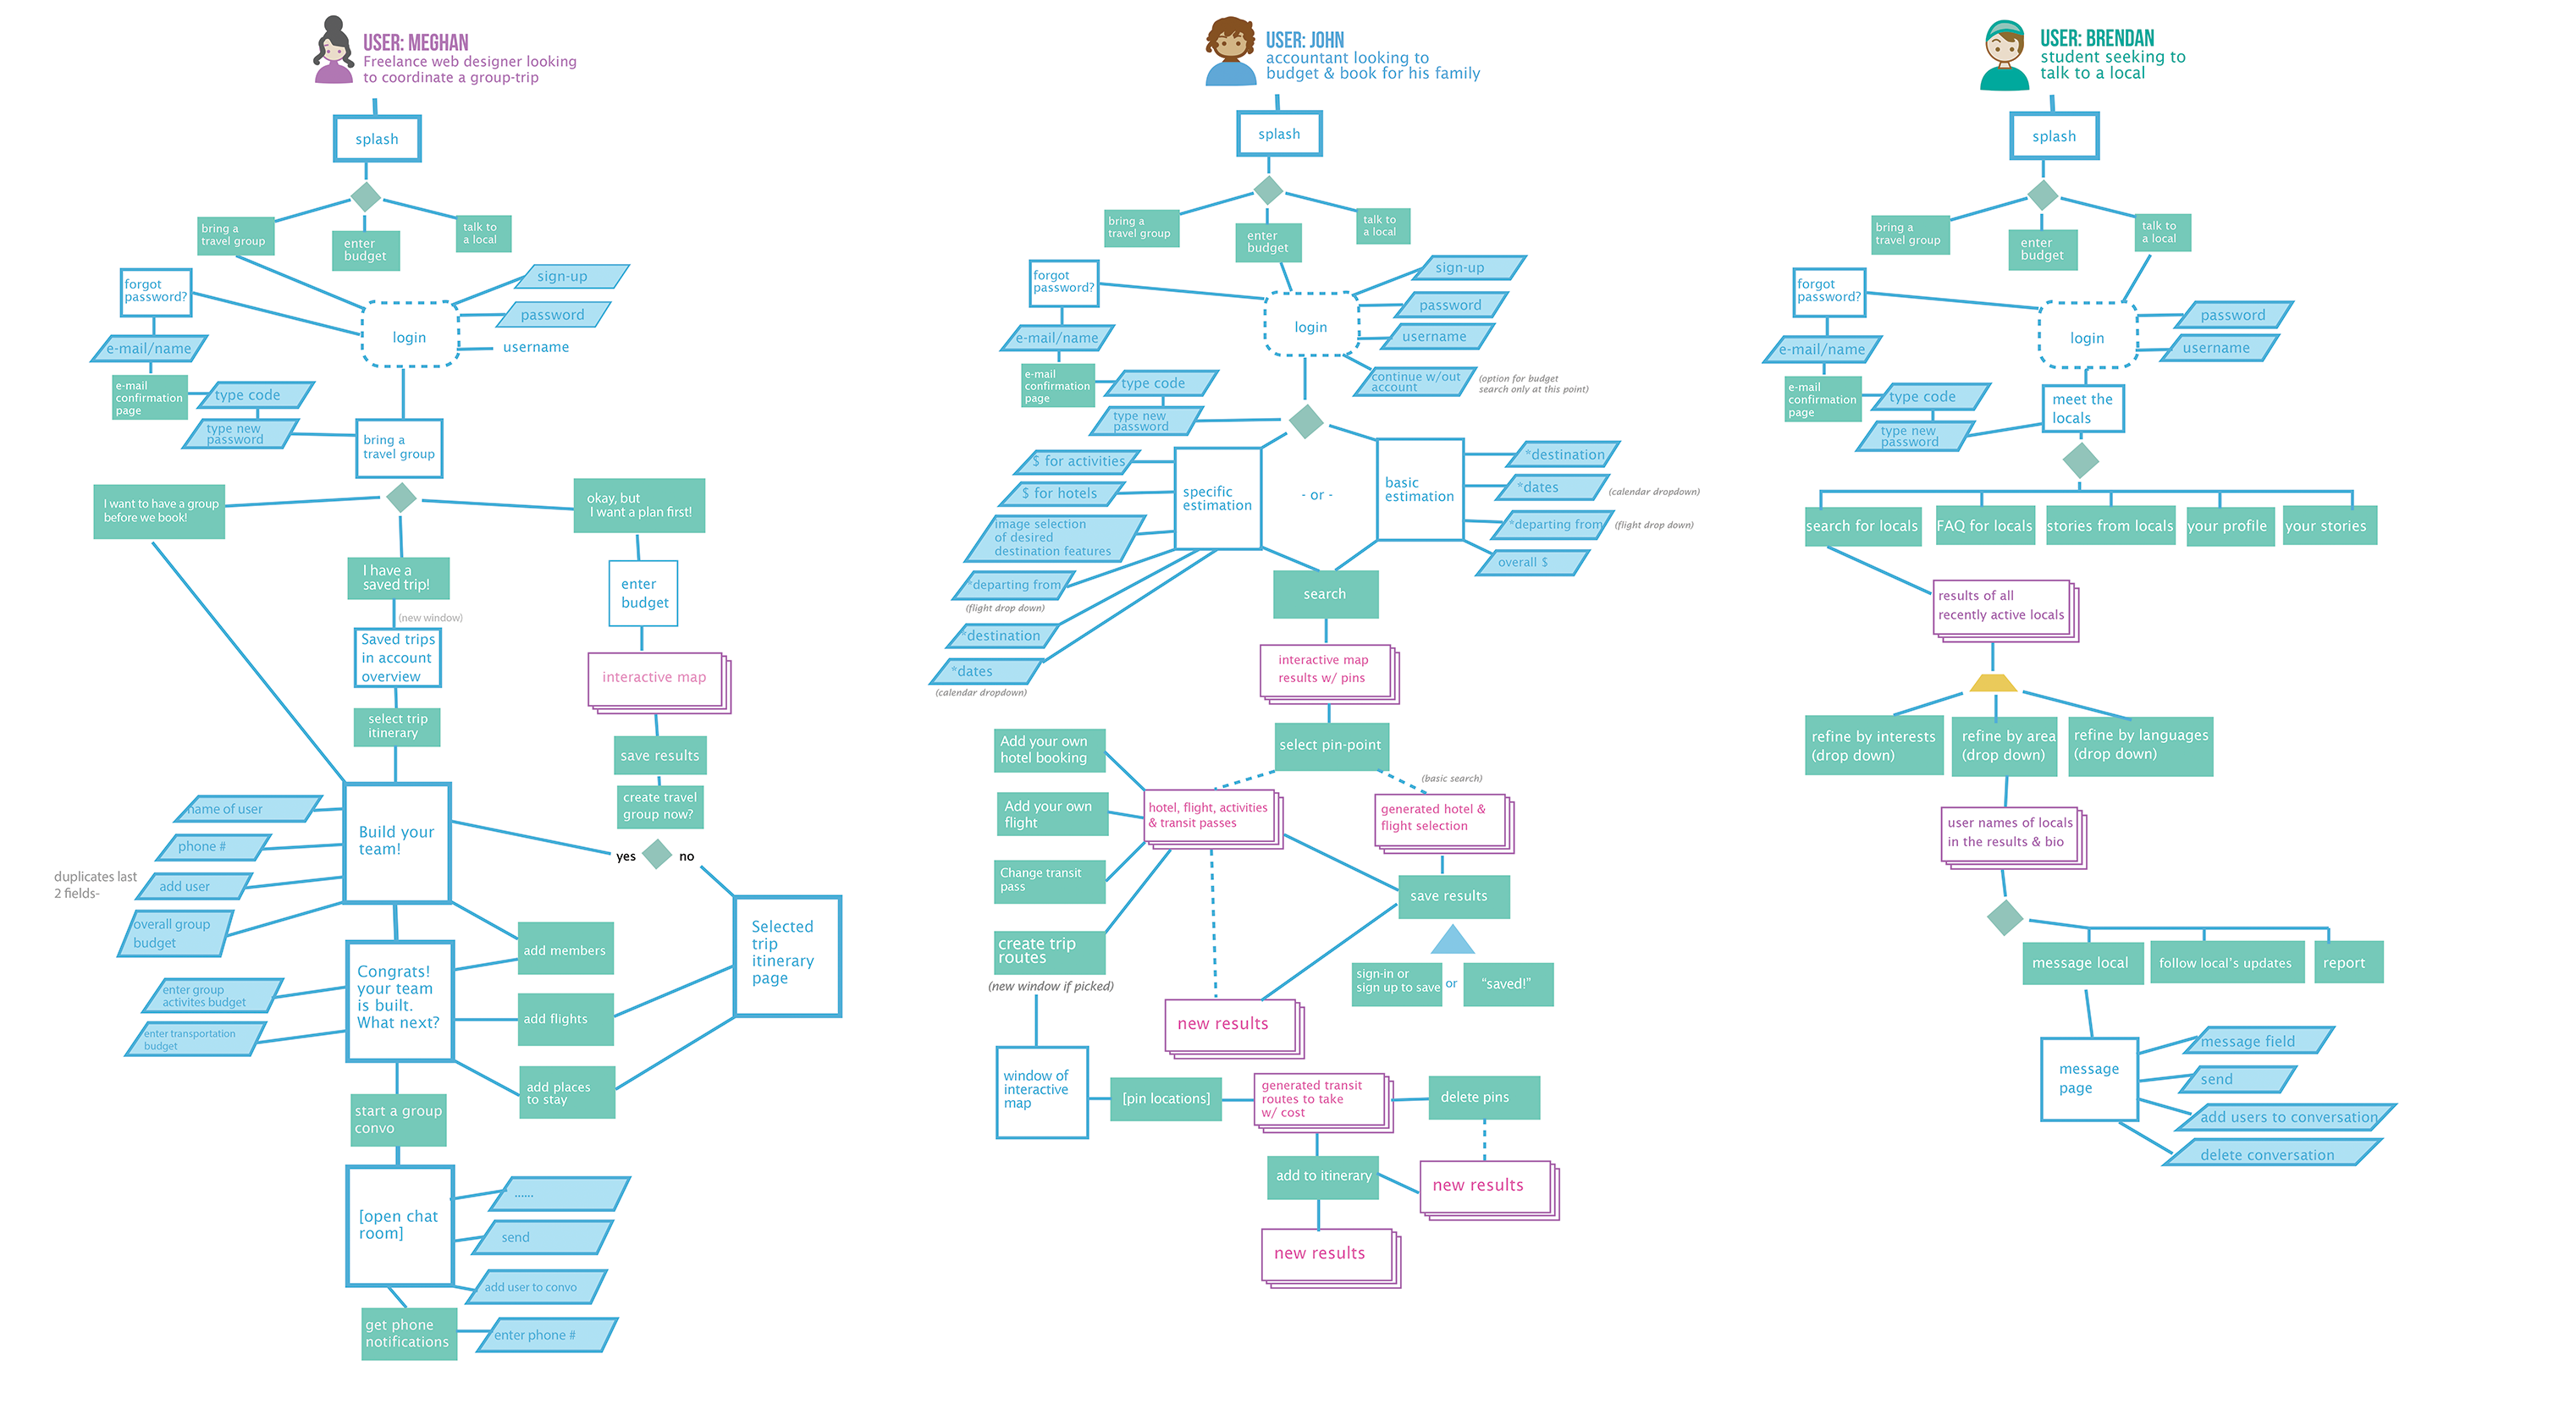 USER: MEGHAN
Freelance web designer looking
to coordinate a group-trip
splash
bring a
travel group
enter
budget
talk to
a local
forgot
password?
sign-up
password
login
username
e-mail/name
e-mail
confirmation
page
type code
type new
password
bring a
travel group
I want to have a group
before we book!
okay, but
I want a plan first!
I have a
saved trip!
(new window)
enter
budget
Saved trips
in account
overview
interactive map
select trip
itinerary
save results
create travel
group now?
yes
no
name of user
phone #
add user
duplicates last
2 fields-
overall group
budget
Build your
team!
Selected
trip
itinerary
page
add members
Congrats!
your team
is built.
What next?
enter group
activites budget
enter transportation
budget
add flights
add places
to stay
start a group
convo
[open chat
room]
......
send
add user to convo
get phone
notifications
enter phone #
USER: JOHN
accountant looking to
budget & book for his family
splash
bring a
travel group
enter
budget
talk to
a local
forgot
password?
sign-up
password
login
username
e-mail/name
continue w/out
account
(option for budget
search only at this point)
e-mail
confirmation
page
type code
type new
password
$ for activities
$ for hotels
image selection
of desired
destination features
*departing from
(flight drop down)
*destination
*dates
(calendar dropdown)
specific
estimation
- or -
basic
estimation
*destination
*dates
(calendar dropdown)
*departing from
(flight drop down)
overall $
search
interactive map
results w/ pins
select pin-point
Add your own
hotel booking
(basic search)
Add your own
flight
hotel, flight, activities
& transit passes
generated hotel &
flight selection
Change transit
pass
save results
create trip
routes
(new window if picked)
sign-in or
sign up to save
or
"saved!"
new results
window of
interactive
map
[pin locations]
generated transit
routes to take
w/ cost
delete pins
add to itinerary
new results
new results
USER: BRENDAN
student seeking to
talk to a local
splash
bring a
travel group
enter
budget
talk to
a local
forgot
password?
password
login
username
e-mail/name
e-mail
confirmation
page
type code
type new
password
meet the
locals
search for locals
FAQ for locals
stories from locals
your profile
your stories
results of all
recently active locals
refine by interests
(drop down)
refine by area
(drop down)
refine by languages
(drop down)
user names of locals
in the results & bio
message local
follow local's updates
report
message
page
message field
send
add users to conversation
delete conversation